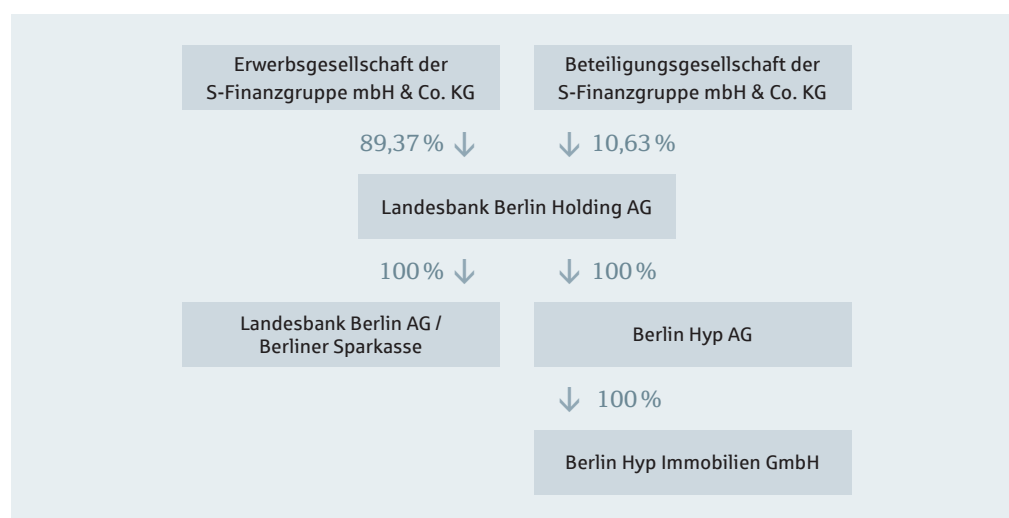 Erwerbsgesellschaft der
S-Finanzgruppe mbH & Co. KG
Beteiligungsgesellschaft der
S-Finanzgruppe mbH & Co. KG
89,37 %
10,63 %
Landesbank Berlin Holding AG
100 %
100 %
Landesbank Berlin AG /
Berliner Sparkasse
Berlin Hyp AG
100 %
Berlin Hyp Immobilien GmbH